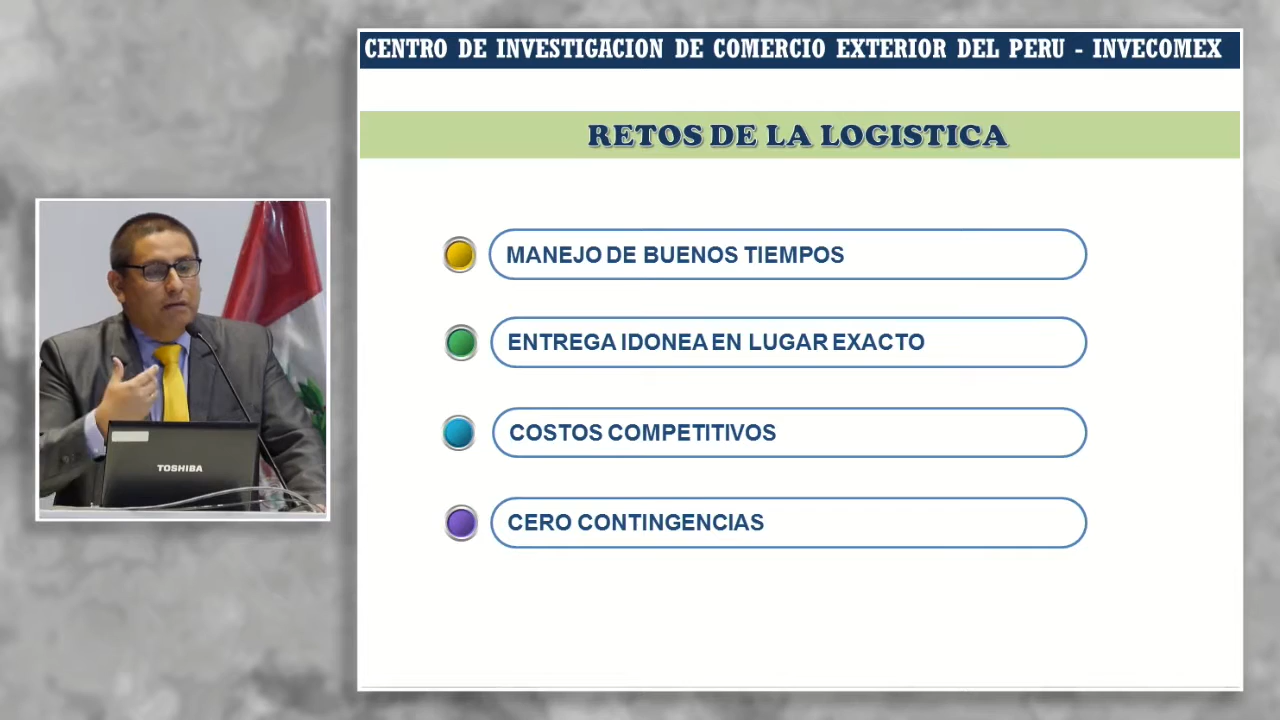 CENTRO DE INVESTIGACION DE COMERCIO EXTERIOR DEL PERU - INVECOMEX
RETOS DE LA LOGISTICA
MANEJO DE BUENOS TIEMPOS
ENTREGA IDONEA EN LUGAR EXACTO
COSTOS COMPETITIVOS
CERO CONTINGENCIAS
TOSHIBA